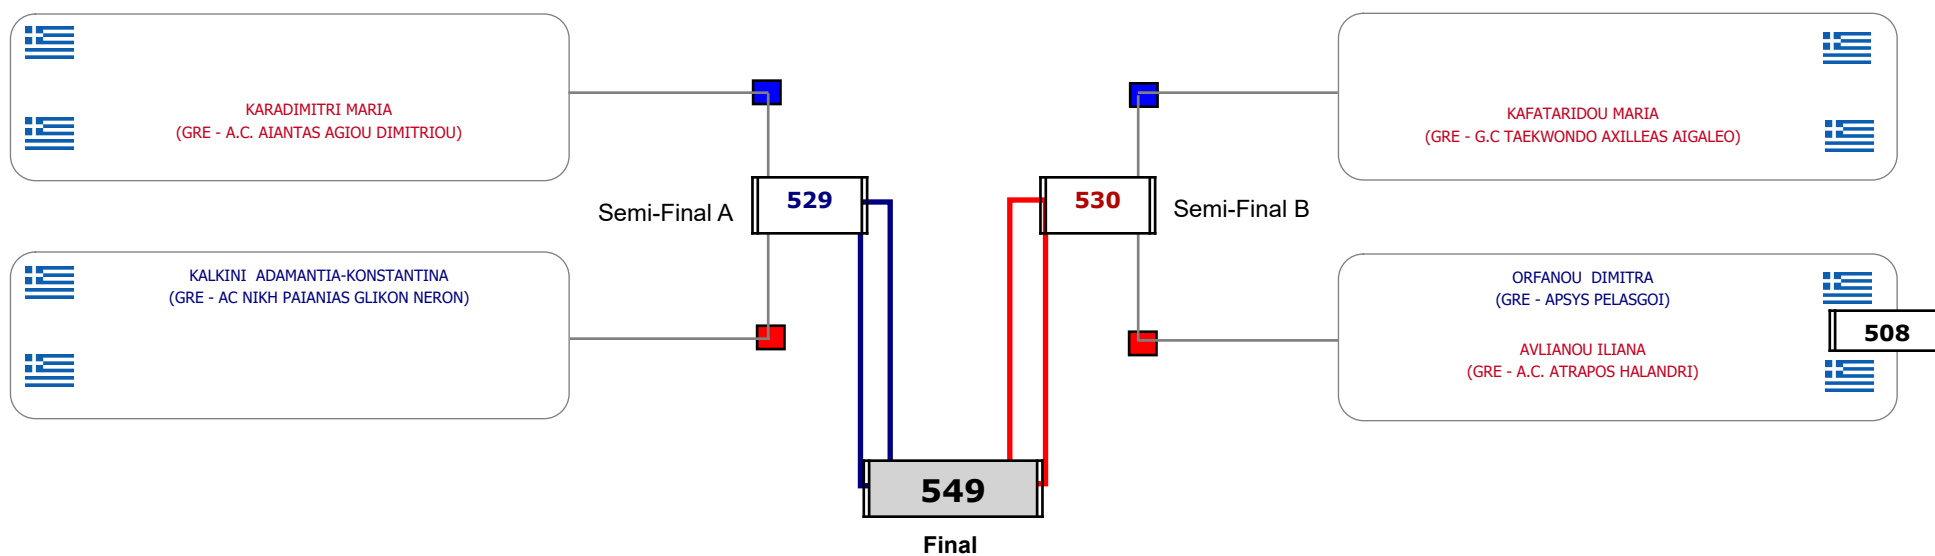 KARADIMITRI MARIA
(GRE - A.C. AIANTAS AGIOU DIMITRIOU)
KAFATARIDOU MARIA
(GRE - G.C TAEKWONDO AXILLEAS AIGALEO)
Semi-Final A
529
530
Semi-Final B
KALKINI ADAMANTIA-KONSTANTINA
(GRE - AC NIKH PAIANIAS GLIKON NERON)
ORFANOU DIMITRA
(GRE - APSYS PELASGOI)
508
AVLIANOU ILIANA
(GRE - A.C. ATRAPOS HALANDRI)
549
Final